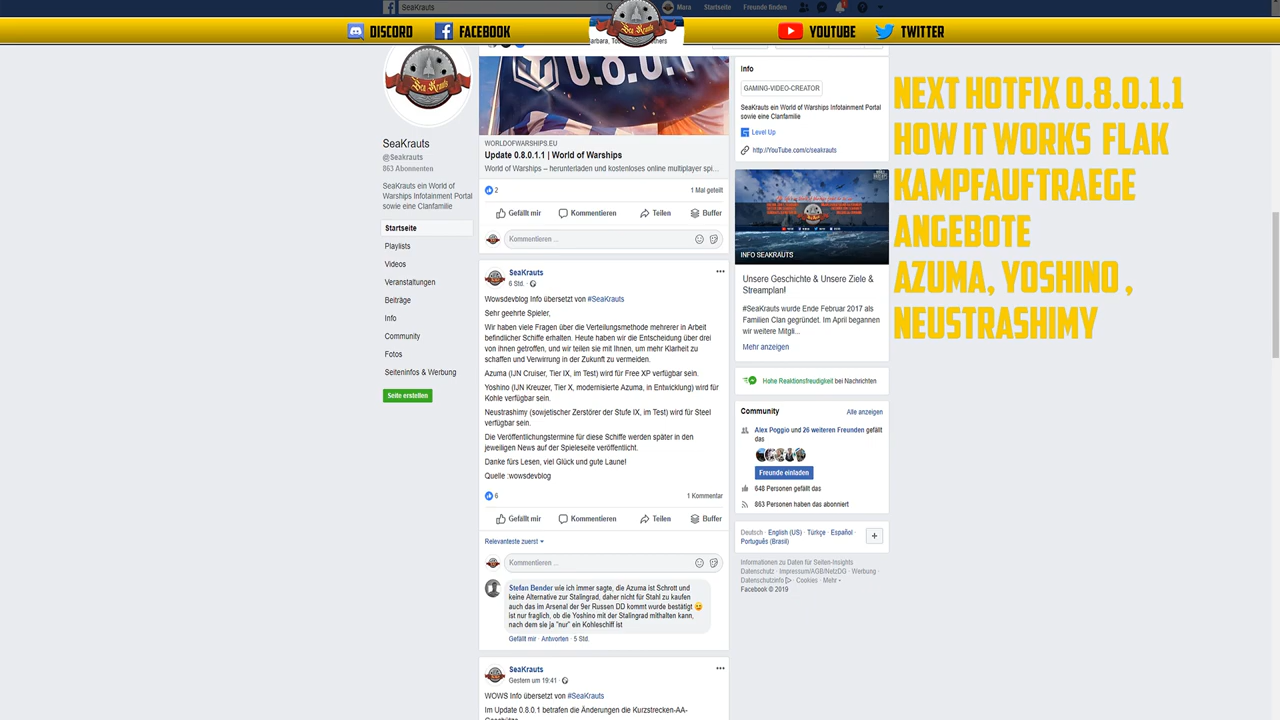 SeaKrauts
Mara Startseite Freunde finden
DISCORD FACEBOOK Sea Krauts YOUTUBE TWITTER
SeaKrauts
@Seakrauts
863 Abonnenten
SeaKrauts ein World of
Warships Infotainment Portal
sowie eine Clanfamilie
Startseite
Playlists
Videos
Veranstaltungen
Beiträge
Info
Community
Fotos
Seiteninfos & Werbung
Seite erstellen
0.8.0.1
WORLDOFWARSHIPS.EU
Update 0.8.0.1.1 | World of Warships
World of Warships – herunterladen und kostenloses online multiplayer spi...
2 1 Mal geteilt
Gefällt mir Kommentieren Teilen Buffer
Kommentieren ...
SeaKrauts
6 Std. ·
Wowsdevblog Info übersetzt von #SeaKrauts
Sehr geehrte Spieler,
Wir haben viele Fragen über die Verteilungsmethode mehrerer in Arbeit
befindlicher Schiffe erhalten. Heute haben wir die Entscheidung über drei
von ihnen getroffen, und wir teilen sie mit Ihnen, um mehr Klarheit zu
schaffen und Verwirrung in der Zukunft zu vermeiden.
Azuma (IJN Cruiser, Tier IX, im Test) wird für Free XP verfügbar sein.
Yoshino (IJN Kreuzer, Tier X, modernisierte Azuma, in Entwicklung) wird für
Kohle verfügbar sein.
Neustrashimy (sowjetischer Zerstörer der Stufe IX, im Test) wird für Steel
verfügbar sein.
Die Veröffentlichungstermine für diese Schiffe werden später in den
jeweiligen News auf der Spieleseite veröffentlicht.
Danke fürs Lesen, viel Glück und gute Laune!
Quelle :wowsdevblog
6 1 Kommentar
Gefällt mir Kommentieren Teilen Buffer
Relevanteste zuerst
Kommentieren ...
Stefan Bender wie ich immer sagte, die Azuma ist Schrott und
keine Alternative zur Stalingrad, daher nicht für Stahl zu kaufen
auch das im Arsenal der 9er Russen DD kommt wurde bestätigt
ist nur fraglich, ob die Yoshino mit der Stalingrad mithalten kann,
nach dem sie ja "nur" ein Kohleschiff ist
Gefällt mir · Antworten · 5 Std.
SeaKrauts
Gestern um 19:41 ·
WOWS Info übersetzt von #SeaKrauts
Im Update 0.8.0.1 betrafen die Änderungen die Kurzstrecken-AA-
Info
GAMING-VIDEO-CREATOR
SeaKrauts ein World of Warships Infotainment Portal
sowie eine Clanfamilie
Level Up
http://YouTube.com/c/seakrauts
INFO SEAKRAUTS
Unsere Geschichte & Unsere Ziele &
Streamplan!
#SeaKrauts wurde Ende Februar 2017 als
Familien Clan gegründet. Im April begannen
wir weitere Mitgli...
Mehr anzeigen
Hohe Reaktionsfreudigkeit bei Nachrichten
Community Alle anzeigen
Alex Poggio und 26 weiteren Freunden gefällt
das
Freunde einladen
648 Personen gefällt das
863 Personen haben das abonniert
Deutsch · English (US) · Türkçe · Español ·
Português (Brasil)
Informationen zu Daten für Seiten-Insights
Datenschutz · Impressum/AGB/NetzDG · Werbung ·
Datenschutzinfo · Cookies · Mehr
Facebook © 2019
NEXT HOTFIX 0.8.0.1.1
HOW IT WORKS FLAK
KAMPFAUFTRAEGE
ANGEBOTE
AZUMA, YOSHINO ,
NEUSTRASHIMY